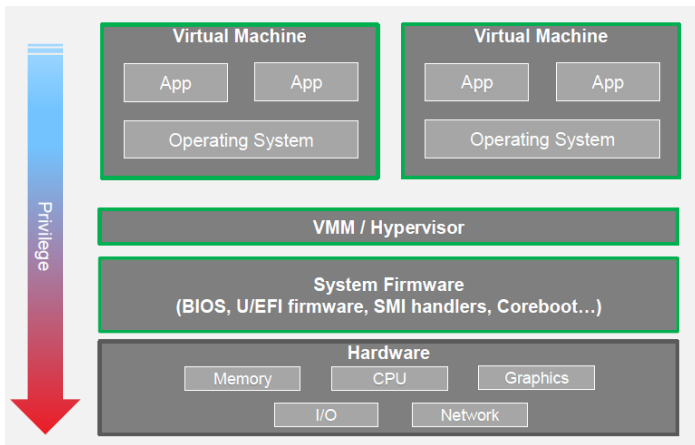 Privilege
Virtual Machine
App
App
Operating System
Virtual Machine
App
App
Operating System
VMM / Hypervisor
System Firmware
(BIOS, U/EFI firmware, SMI handlers, Coreboot…)
Hardware
Memory
CPU
Graphics
I/O
Network